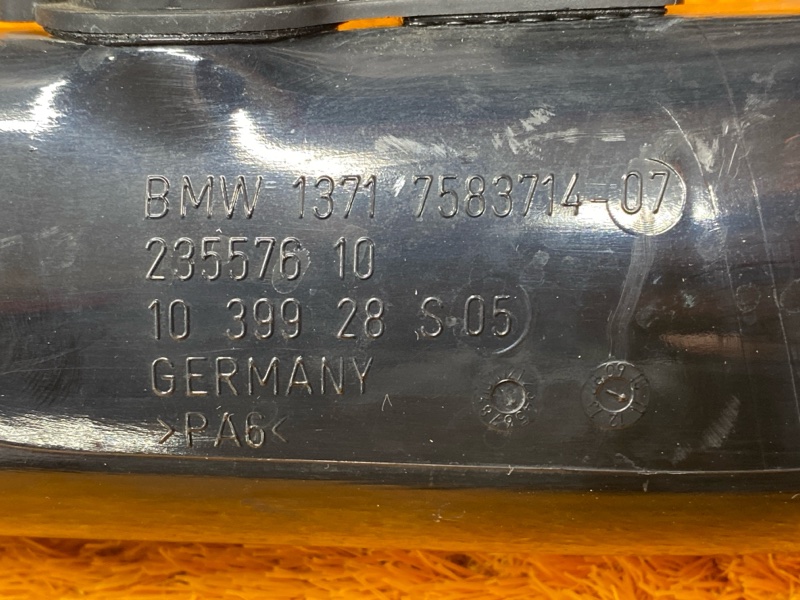 BMW 1371 7583714-07
235576 10
10 399 28 S 05
GERMANY
>PA6<